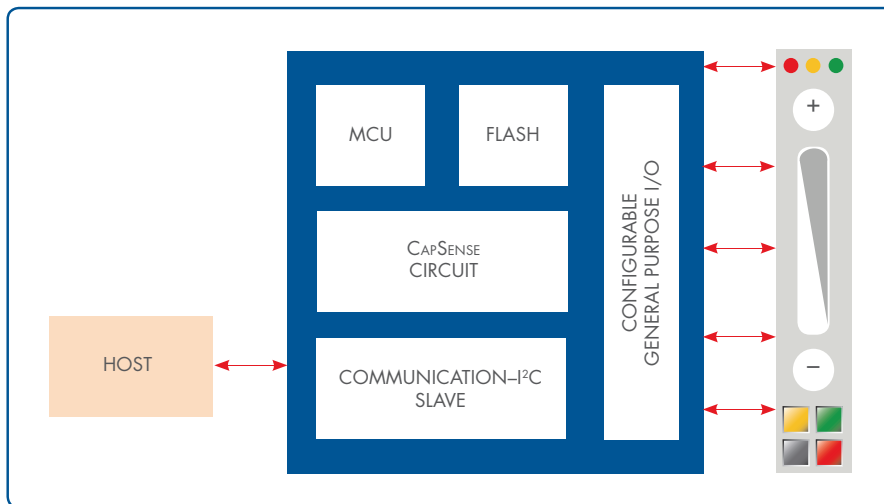 MCU
FLASH
CAPSENSE
CIRCUIT
CONFIGURABLE
GENERAL PURPOSE I/O
HOST
COMMUNICATION–I²C
SLAVE
+
−